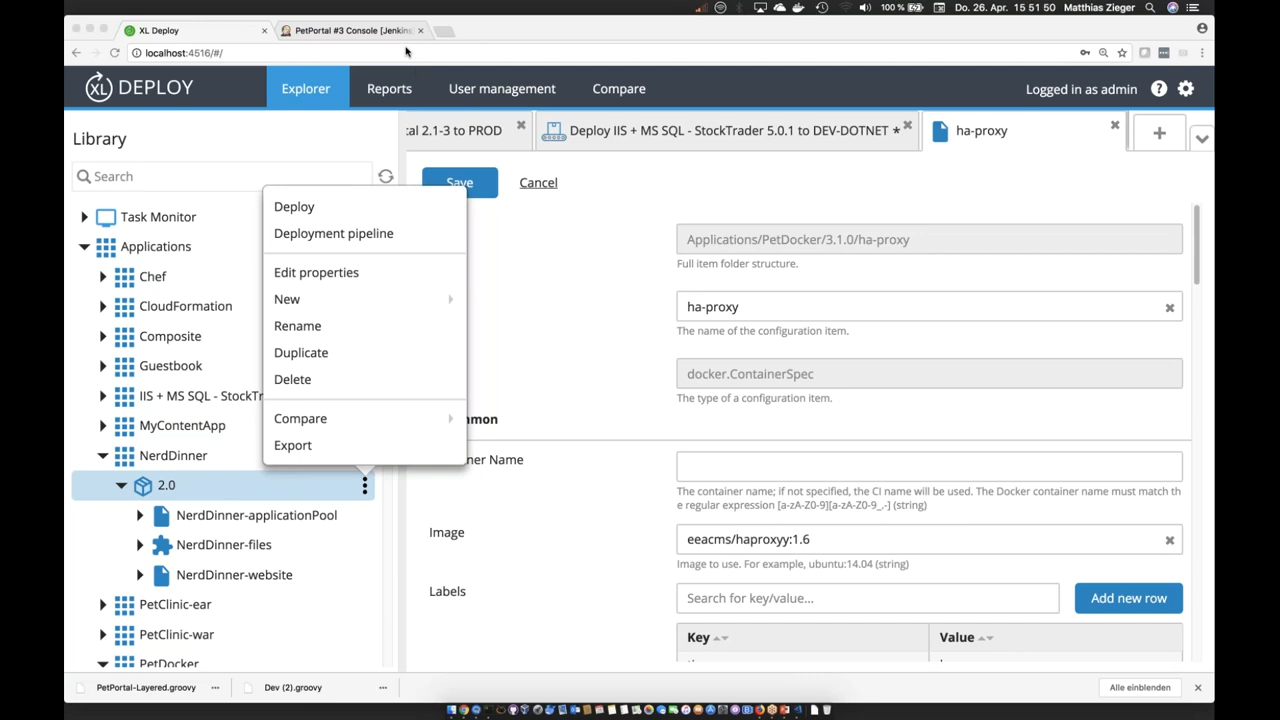 100 %
Do. 26. Apr. 15 51 50
Matthias Zieger
XL Deploy
PetPortal #3 Console [Jenkins
localhost:4516/#/
XL DEPLOY
Explorer
Reports
User management
Compare
Logged in as admin
Library
tal 2.1-3 to PROD
Deploy IIS + MS SQL - StockTrader 5.0.1 to DEV-DOTNET *
ha-proxy
Search
Save
Cancel
Task Monitor
Applications
Chef
CloudFormation
Composite
Guestbook
IIS + MS SQL - StockTr
MyContentApp
NerdDinner
2.0
NerdDinner-applicationPool
NerdDinner-files
NerdDinner-website
PetClinic-ear
PetClinic-war
PetDocker
Deploy
Deployment pipeline
Edit properties
New
Rename
Duplicate
Delete
Compare
Export
Applications/PetDocker/3.1.0/ha-proxy
Full item folder structure.
ha-proxy
The name of the configuration item.
docker.ContainerSpec
The type of a configuration item.
mon
ner Name
The container name; if not specified, the CI name will be used. The Docker container name must match the
regular expression [a-zA-Z0-9][a-zA-Z0-9_.-] (string)
Image
eeacms/haproxyy:1.6
Image to use. For example, ubuntu:14.04 (string)
Labels
Search for key/value...
Add new row
Key
Value
PetPortal-Layered.groovy
Dev (2).groovy
Alle einblenden